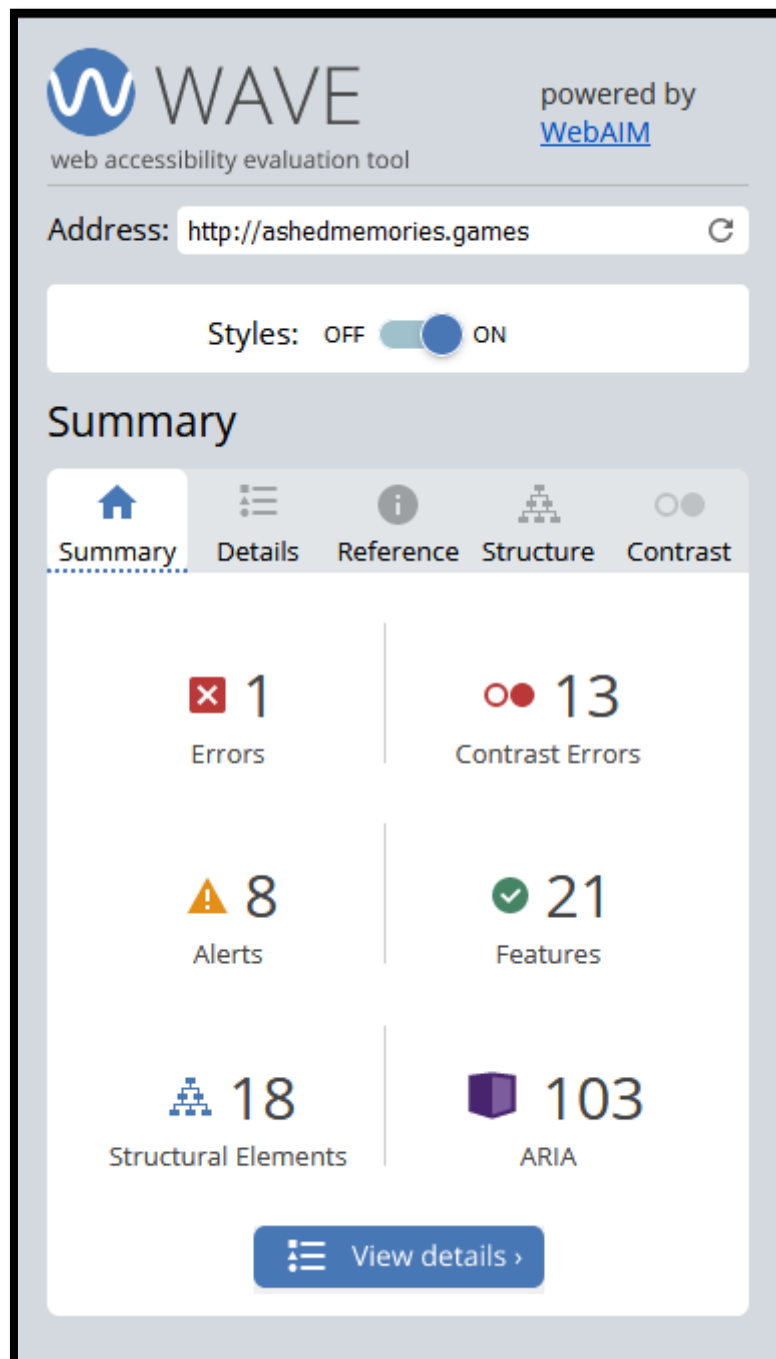 WAVE
powered by
WebAIM
web accessibility evaluation tool
Address: http://ashedmemories.games
Styles: OFF ON
Summary
Summary Details Reference Structure Contrast
1 13
Errors Contrast Errors
8 21
Alerts Features
18 103
Structural Elements ARIA
View details ›